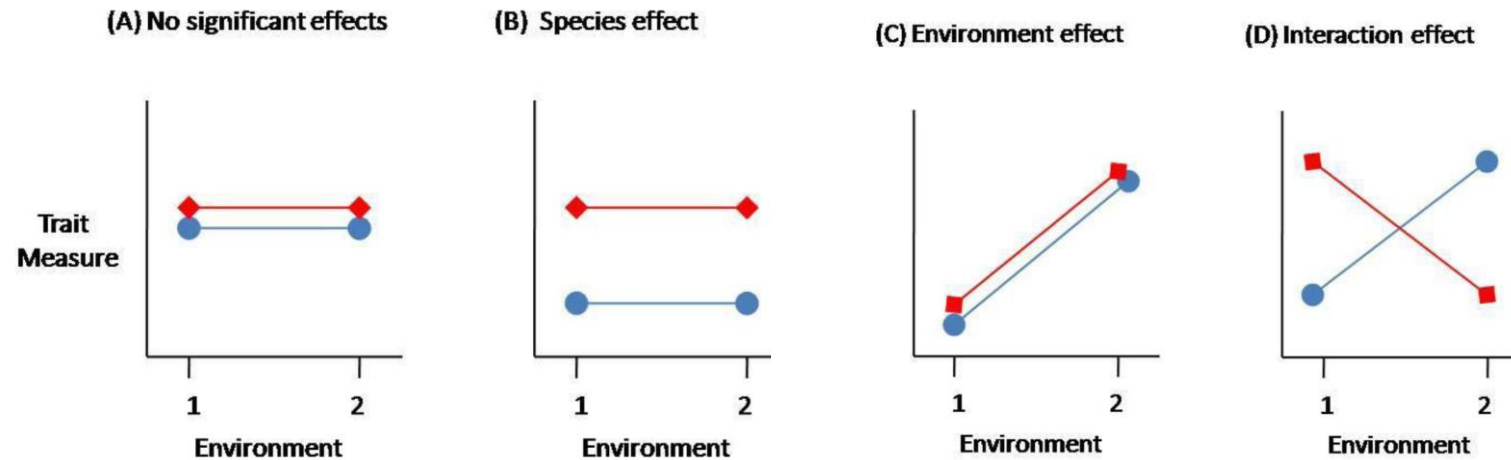 (A) No significant effects
(B) Species effect
(C) Environment effect
(D) Interaction effect
Trait
Measure
1 2
Environment
1 2
Environment
1 2
Environment
1 2
Environment